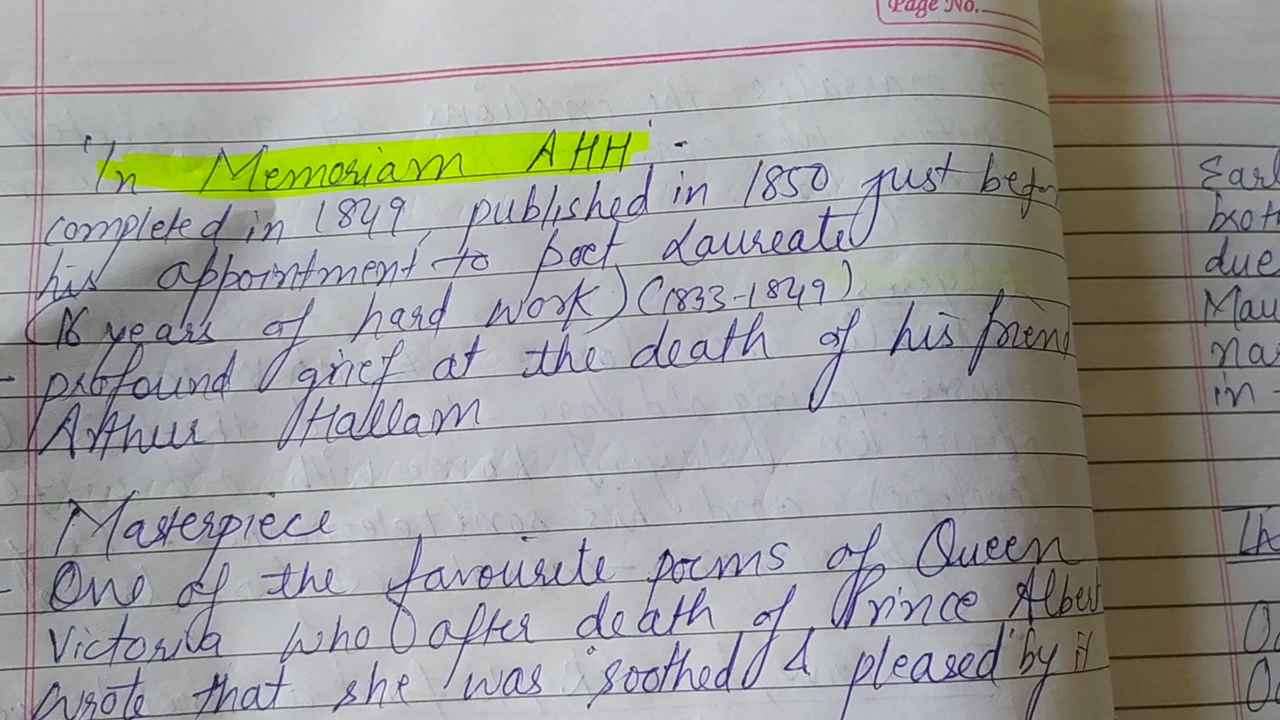 Page No.
'In Memoriam AHH' -
completed in 1849, published in 1850 just befor
his appointment to poet Laureate
(16 years of hard work) (1833-1849)
- profound grief at the death of his friend
Arthur Hallam
Masterpiece
- One of the favourite poems of Queen
Victoria who after death of Prince Albert
wrote that she was "soothed & pleased" by it
Earl
brot
due
Mau
na
in -
Th